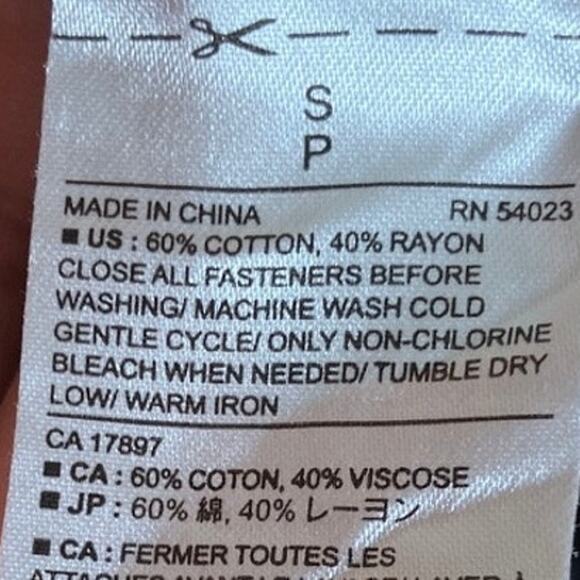 S
P
MADE IN CHINA RN 54023
■ US : 60% COTTON, 40% RAYON
CLOSE ALL FASTENERS BEFORE
WASHING/ MACHINE WASH COLD
GENTLE CYCLE/ ONLY NON-CHLORINE
BLEACH WHEN NEEDED/ TUMBLE DRY
LOW/ WARM IRON
CA 17897
■ CA : 60% COTON, 40% VISCOSE
■ JP : 60% 綿, 40% レーヨン
■ CA : FERMER TOUTES LES